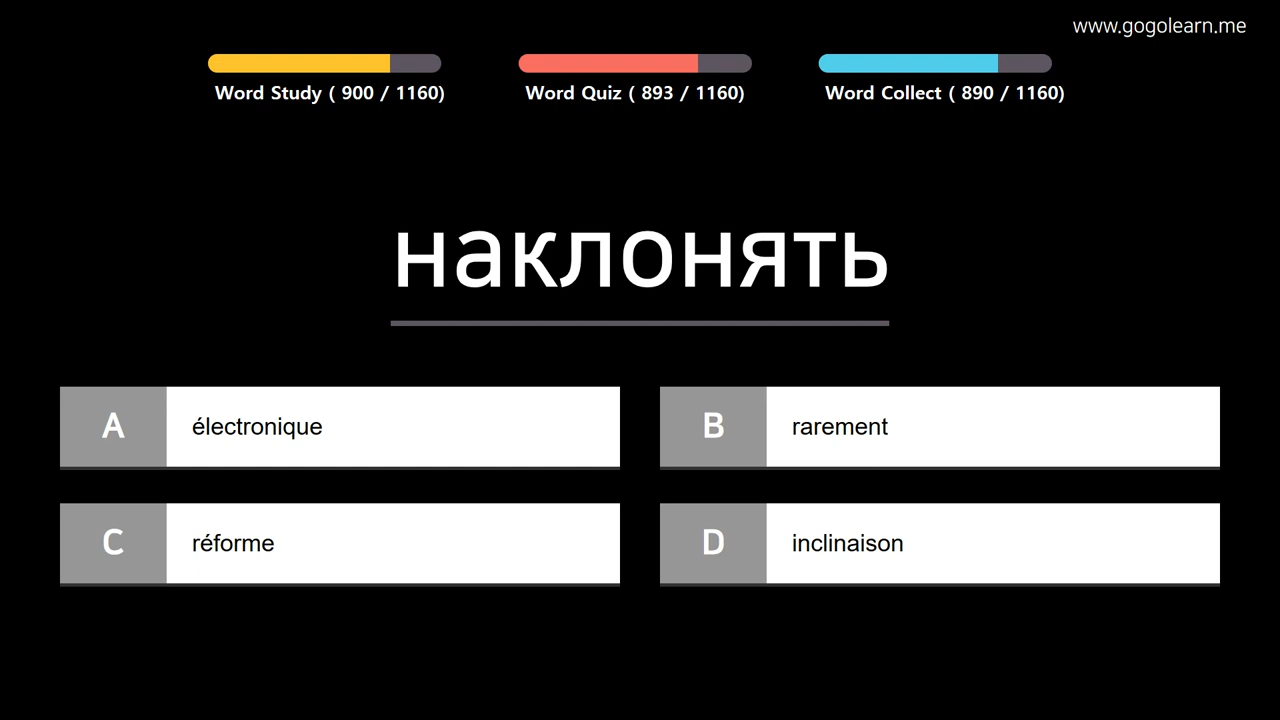 www.gogolearn.me
Word Study ( 900 / 1160)
Word Quiz ( 893 / 1160)
Word Collect ( 890 / 1160)
наклонять
A électronique
B rarement
C réforme
D inclinaison